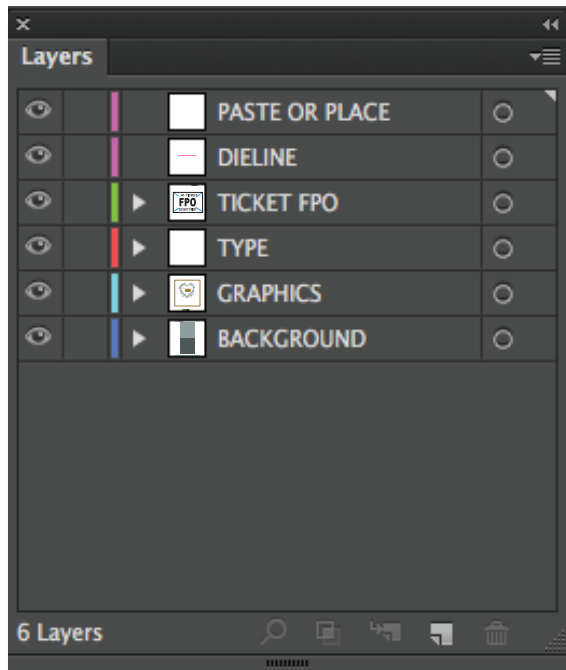 Layers
PASTE OR PLACE
DIELINE
FPO TICKET FPO
TYPE
GRAPHICS
BACKGROUND
6 Layers